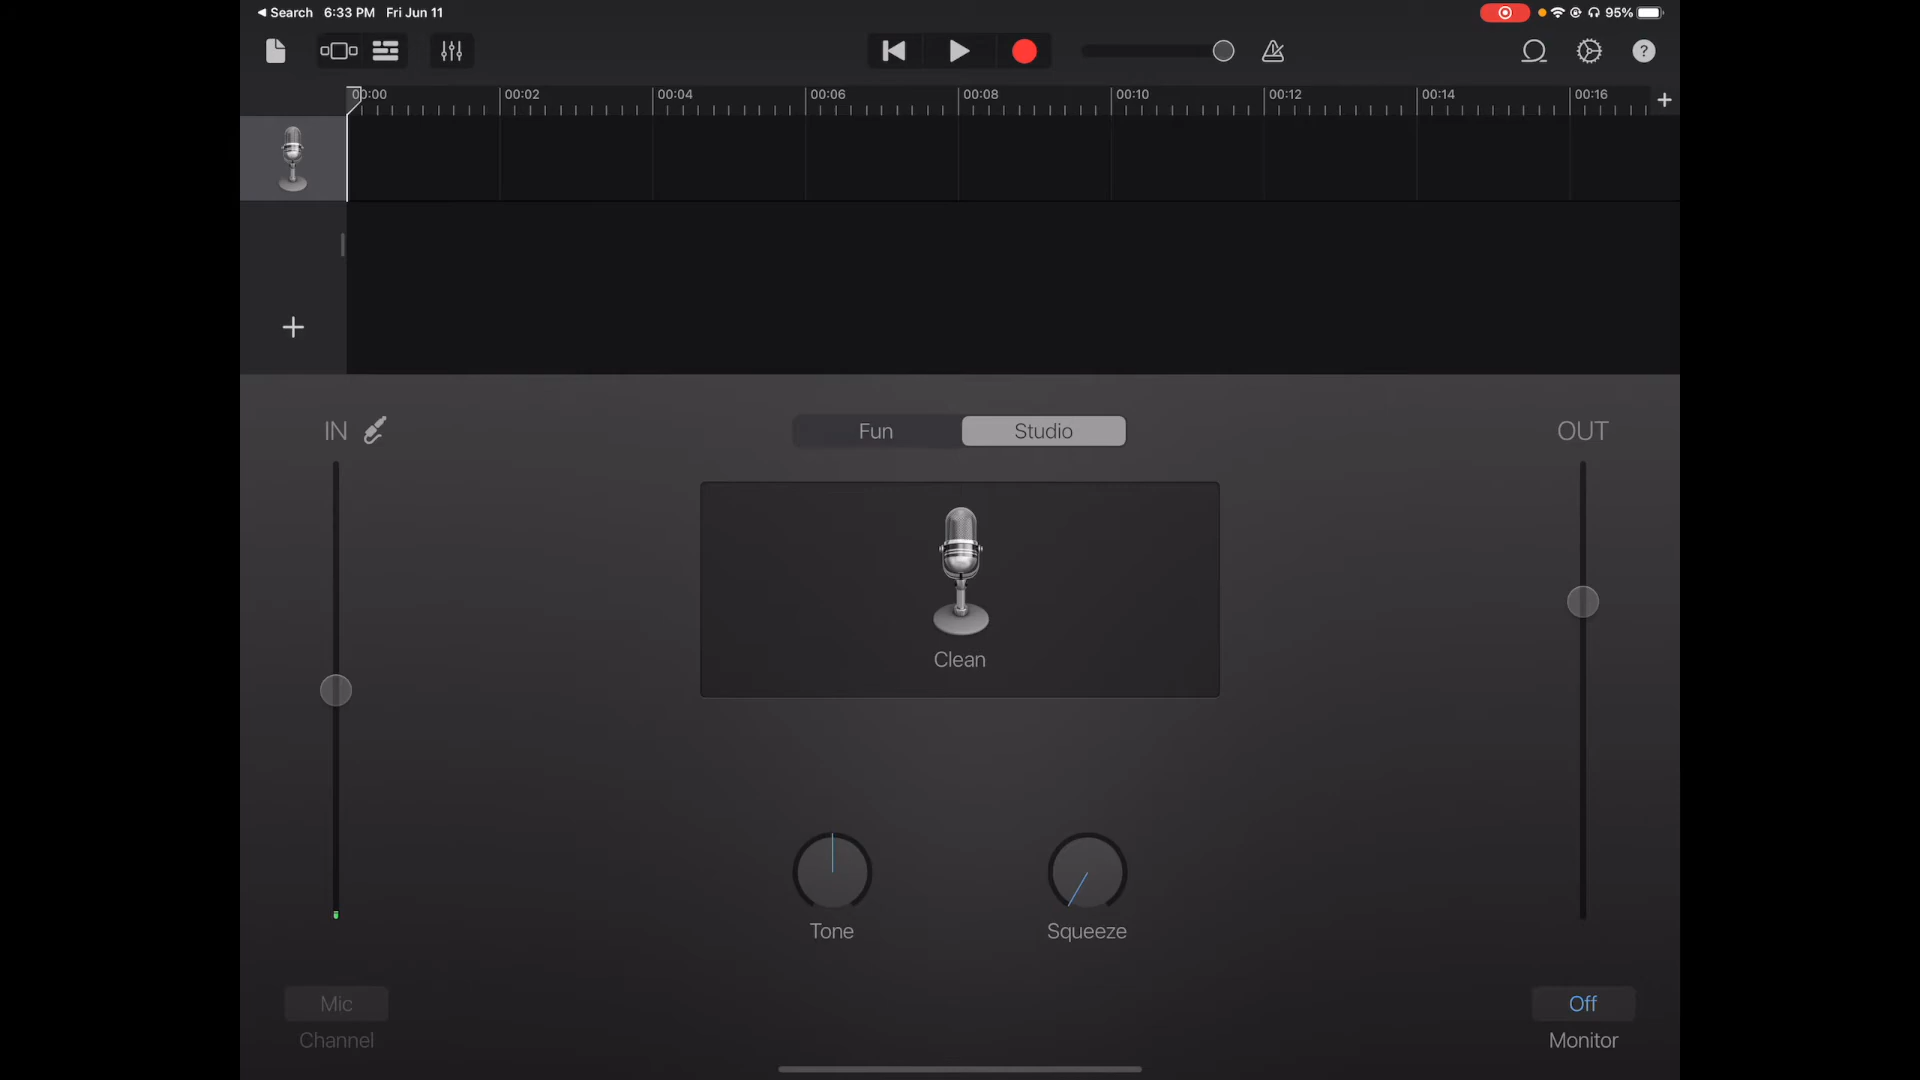 Search 6:33 PM Fri Jun 11 95%
?
00:00 00:02 00:04 00:06 00:08 00:10 00:12 00:14 00:16 +
+
IN Fun Studio OUT
Clean
Tone Squeeze
Mic Off
Channel Monitor